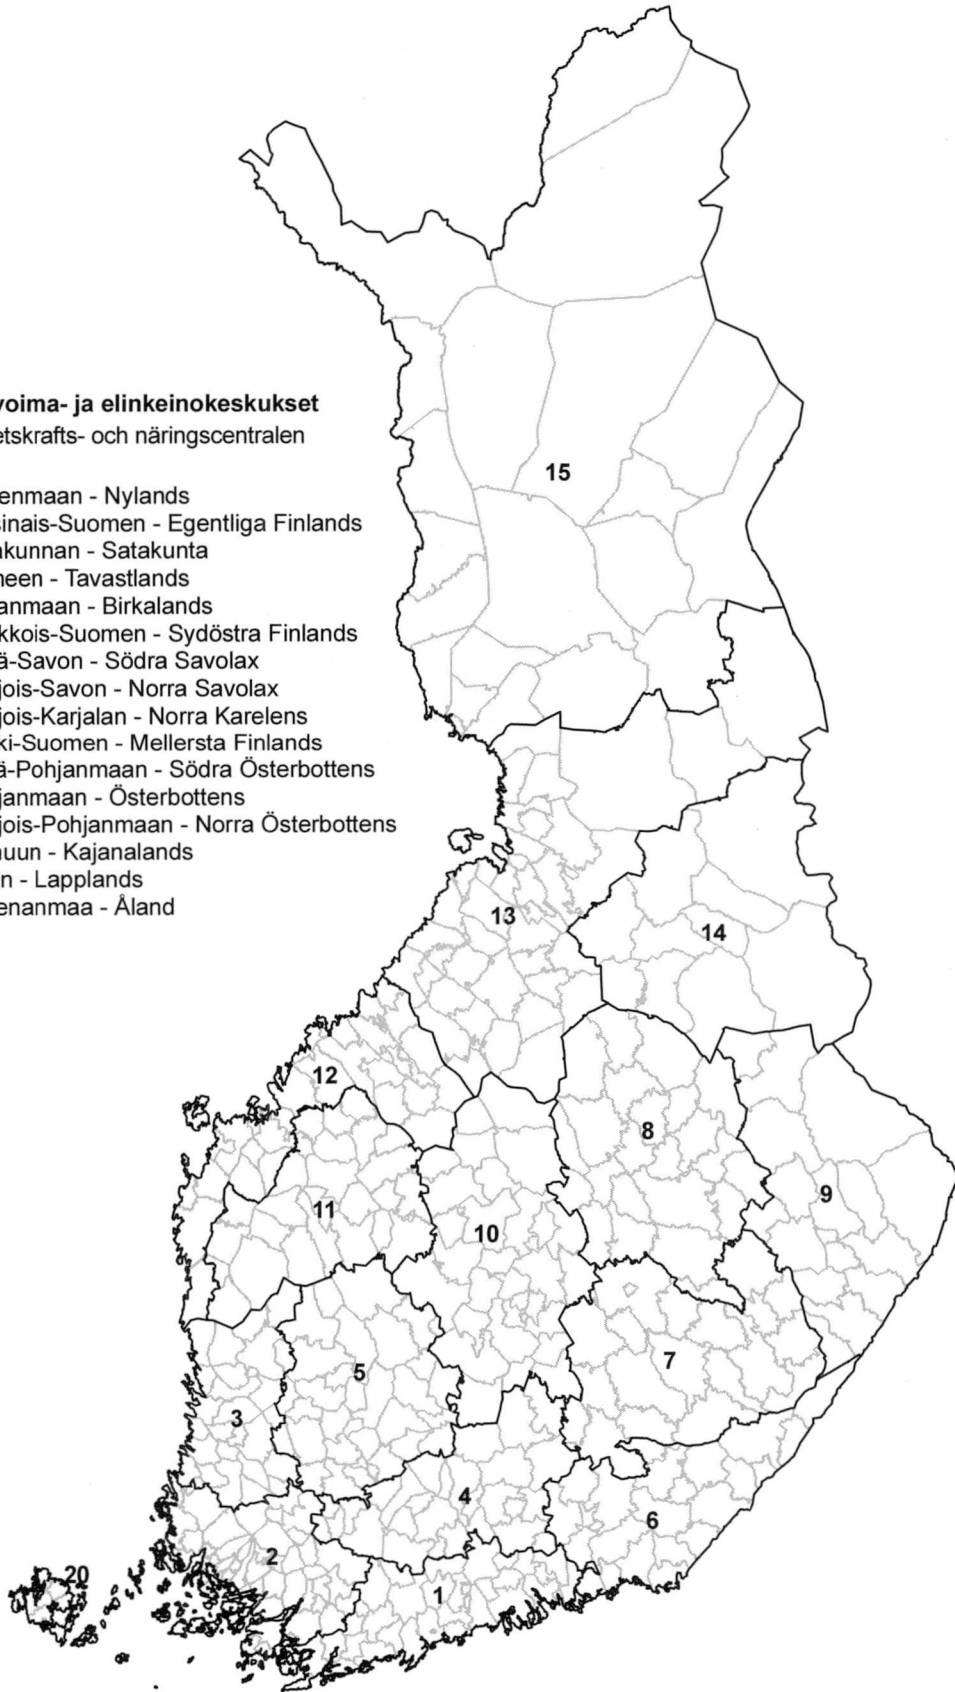 voima- ja elinkeinokeskukset
etskrafts- och näringscentralen
enmaan - Nylands
sinais-Suomen - Egentliga Finlands
akunnan - Satakunta
neen - Tavastlands
anmaan - Birkalands
kkois-Suomen - Sydöstra Finlands
ä-Savon - Södra Savolax
jois-Savon - Norra Savolax
jois-Karjalan - Norra Karelens
ki-Suomen - Mellersta Finlands
ä-Pohjanmaan - Södra Österbottens
janmaan - Österbottens
jois-Pohjanmaan - Norra Österbottens
nuun - Kajanalands
n - Lapplands
enanmaa - Åland
15
13
14
12
8
9
11
10
7
5
3
4
6
2
20
1